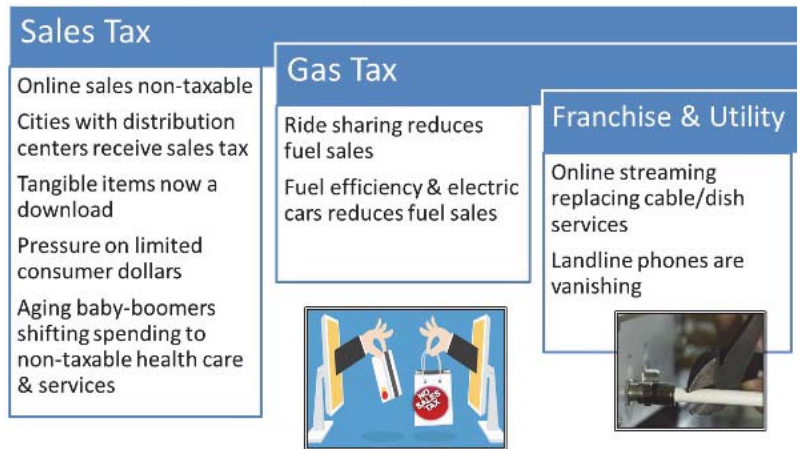 Sales Tax
Online sales non-taxable
Cities with distribution
centers receive sales tax
Tangible items now a
download
Pressure on limited
consumer dollars
Aging baby-boomers
shifting spending to
non-taxable health care
& services
Gas Tax
Ride sharing reduces
fuel sales
Fuel efficiency & electric
cars reduces fuel sales
NO
SALES
TAX
Franchise & Utility
Online streaming
replacing cable/dish
services
Landline phones are
vanishing